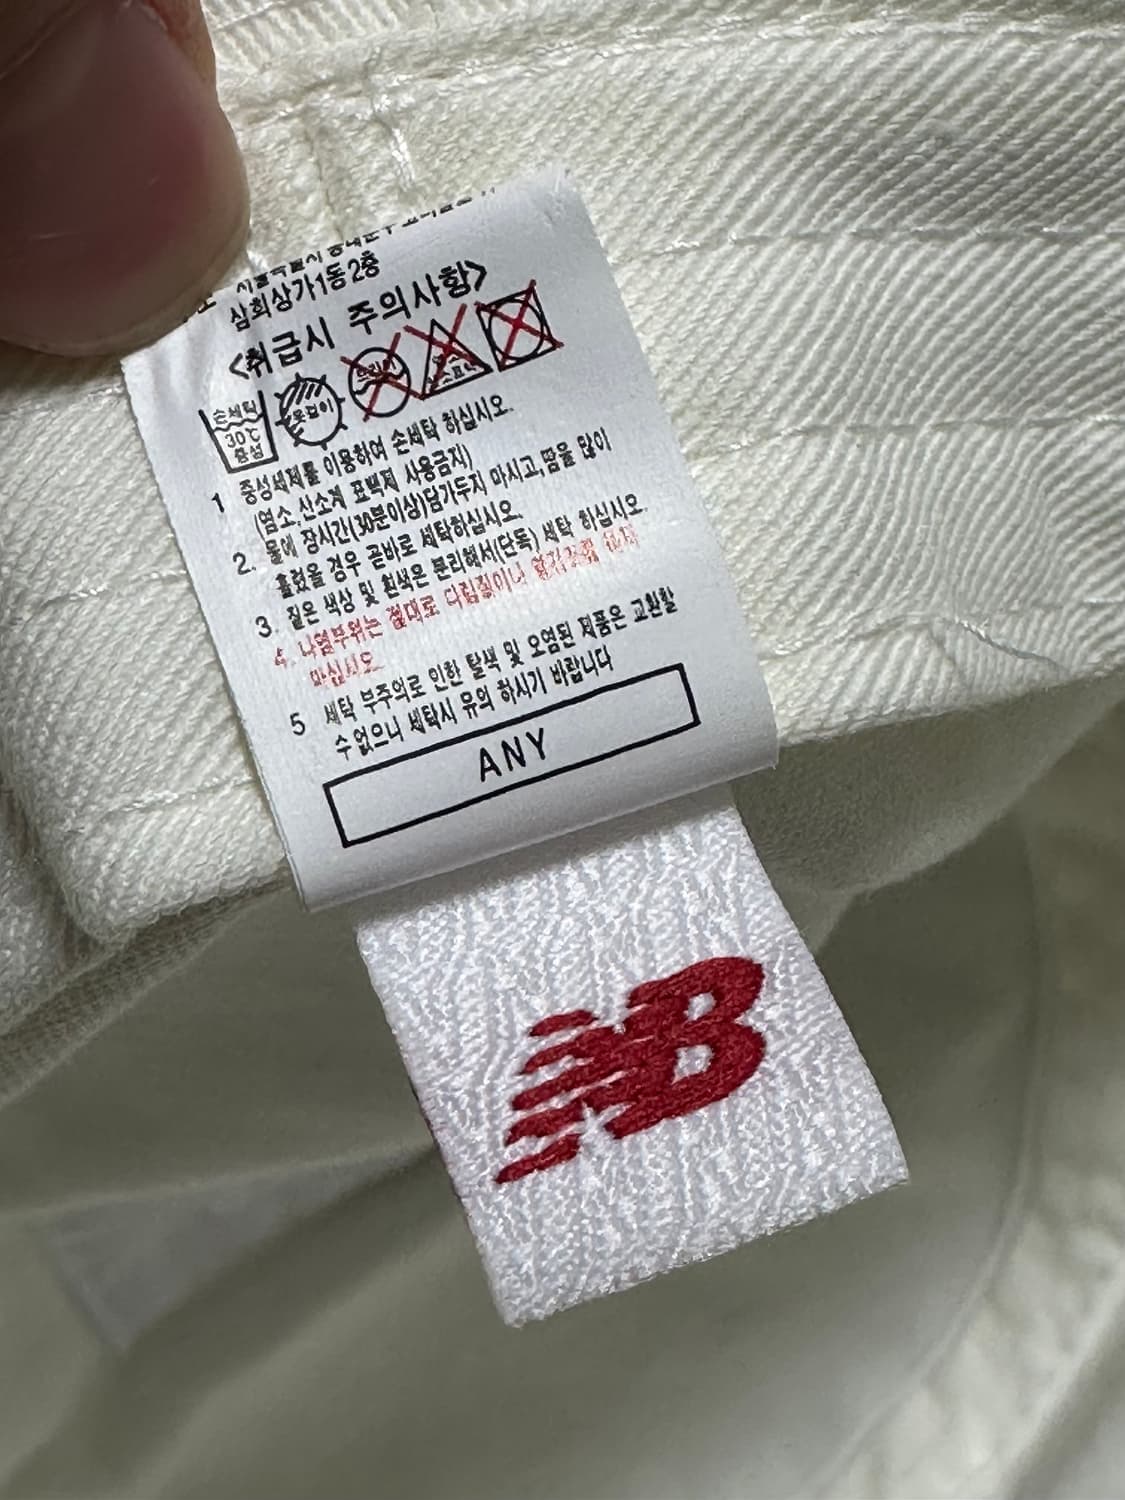 삼희상가1동2층
<취급시 주의사항>
손세탁
30℃
중성
1 중성세제를 이용하여 손세탁 하십시오.
(염소,산소계 표백제 사용금지)
2. 물에 장시간(30분이상)담가두지 마시고,땀을 많이
흘렸을 경우 곧바로 세탁하십시오.
3. 짙은 색상 및 흰색은 분리해서(단독) 세탁 하십시오.
4. 나염부위는 절대로 다림질이나
마십시오
5 세탁 부주의로 인한 탈색 및 오염된 제품은 교환할
수 없으니 세탁시 유의 하시기 바랍니다
ANY
NB